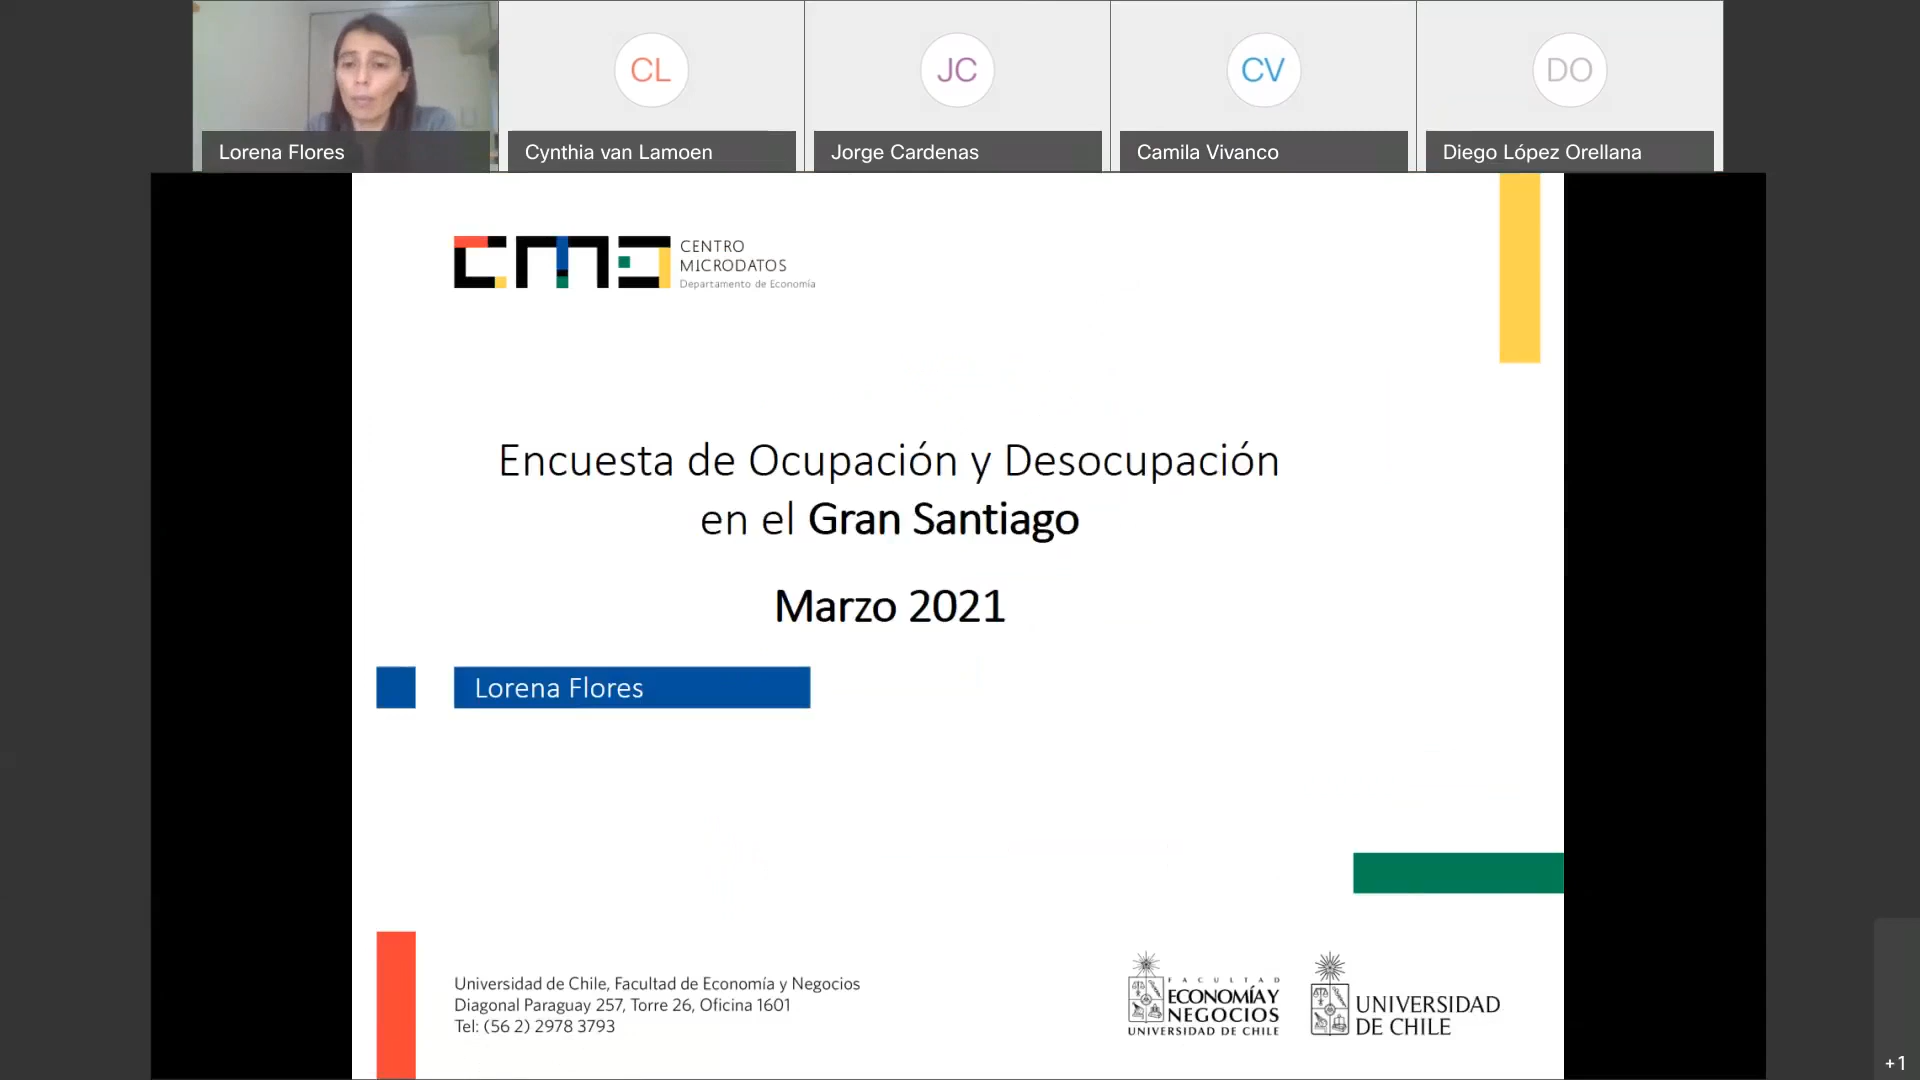 CL
JC
CV
DO
Lorena Flores
Cynthia van Lamoen
Jorge Cardenas
Camila Vivanco
Diego López Orellana
cmd
CENTRO
MICRODATOS
Departamento de Economía
Encuesta de Ocupación y Desocupación
en el Gran Santiago
Marzo 2021
Lorena Flores
Universidad de Chile, Facultad de Economía y Negocios
Diagonal Paraguay 257, Torre 26, Oficina 1601
Tel: (56 2) 2978 3793
FACULTAD
ECONOMÍA Y
NEGOCIOS
UNIVERSIDAD DE CHILE
UNIVERSIDAD
DE CHILE
+1